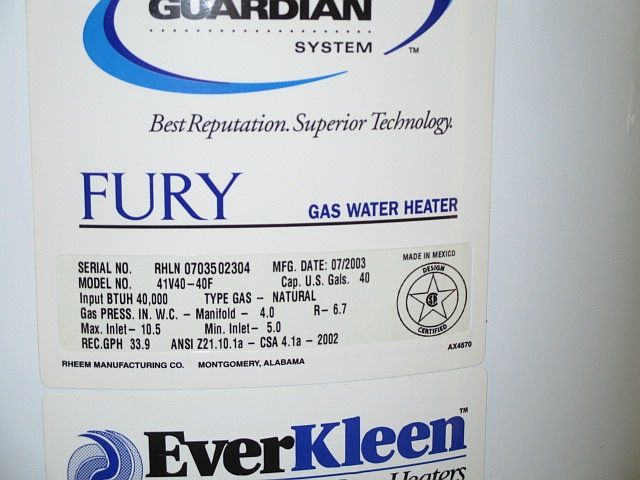 GUARDIAN
SYSTEM ™
Best Reputation. Superior Technology.
FURY GAS WATER HEATER
SERIAL NO. RHLN 0703502304 MFG. DATE: 07/2003
MODEL NO. 41V40-40F Cap. U.S. Gals. 40
Input BTUH 40,000 TYPE GAS - NATURAL
Gas PRESS. IN. W.C. - Manifold - 4.0 R- 6.7
Max. Inlet- 10.5 Min. Inlet- 5.0
REC.GPH 33.9 ANSI Z21.10.1a - CSA 4.1a - 2002
MADE IN MEXICO
DESIGN
CERTIFIED
AX4570
RHEEM MANUFACTURING CO. MONTGOMERY, ALABAMA
EverKleen™
Heaters